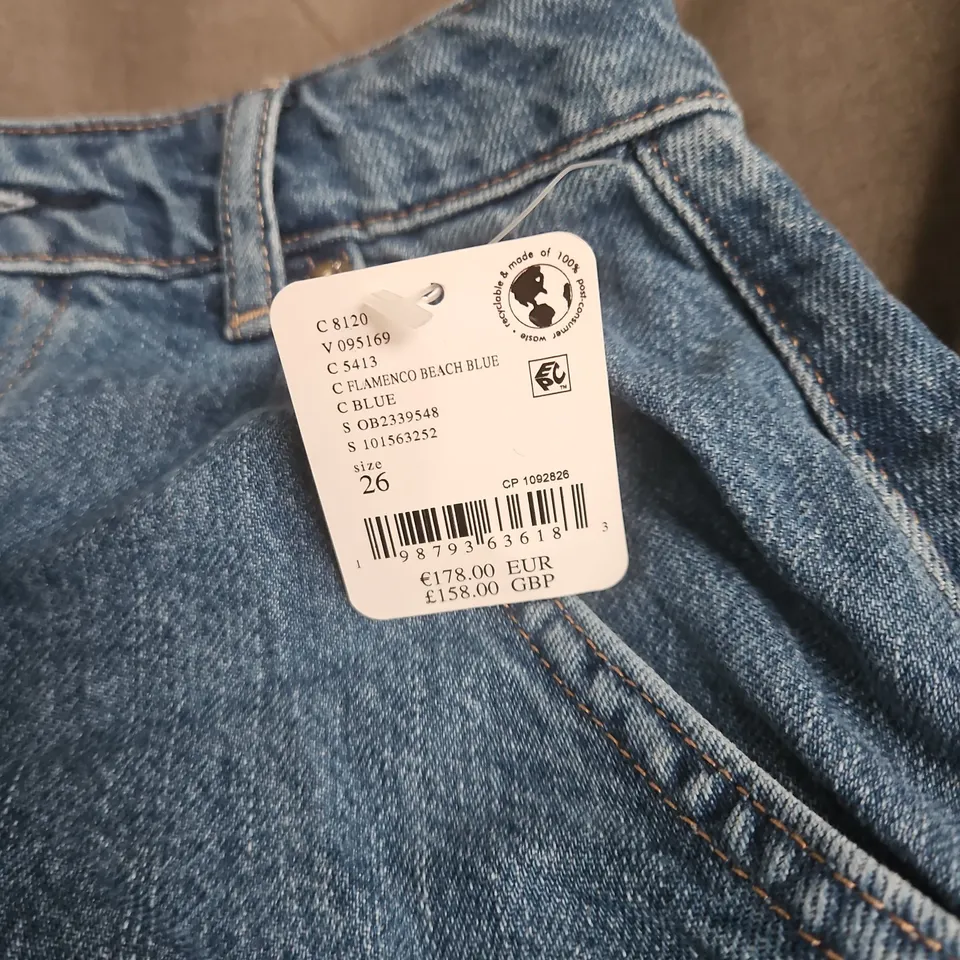 C 8120
V 095169
C 5413
C FLAMENCO BEACH BLUE
C BLUE
S OB2339548
S 101563252
size
26
recyclable & made of 100% post-consumer waste •
EPC™
CP 1092826
1 98793 63618 3
€178.00 EUR
£158.00 GBP